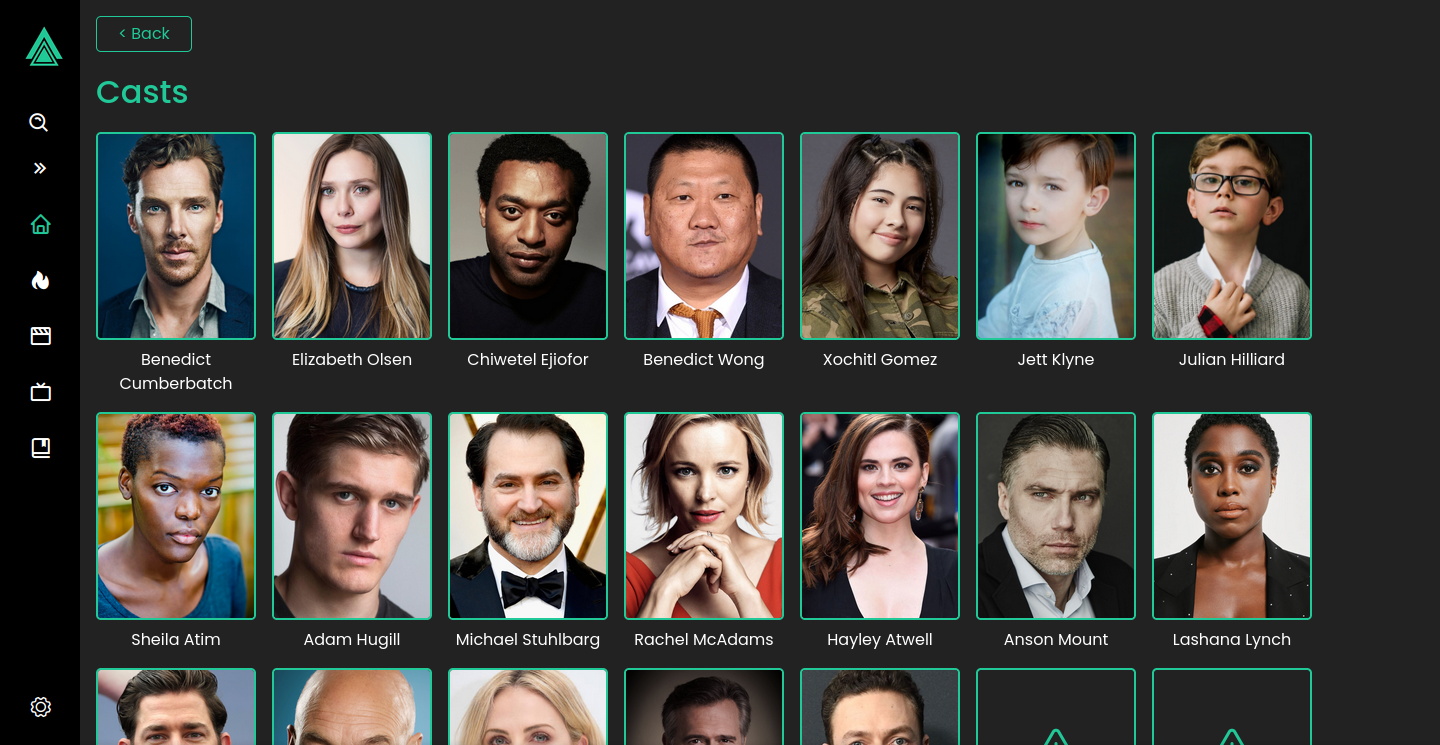 < Back
Casts
Benedict
Cumberbatch
Elizabeth Olsen
Chiwetel Ejiofor
Benedict Wong
Xochitl Gomez
Jett Klyne
Julian Hilliard
Sheila Atim
Adam Hugill
Michael Stuhlbarg
Rachel McAdams
Hayley Atwell
Anson Mount
Lashana Lynch